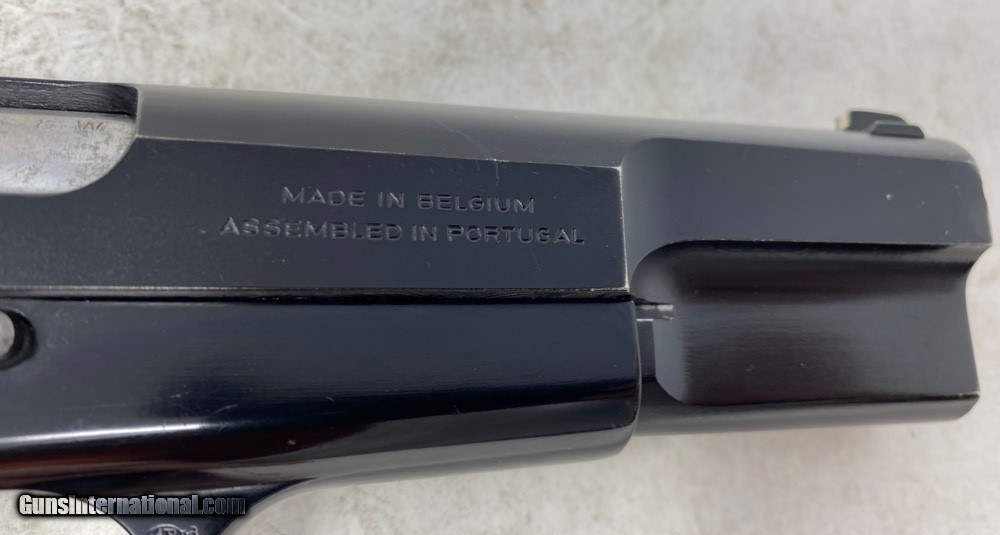 MADE IN BELGIUM
ASSEMBLED IN PORTUGAL
GunsInternational.com